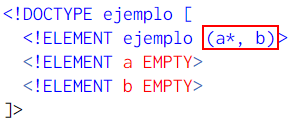 <!DOCTYPE ejemplo [
<!ELEMENT ejemplo (a*, b)>
<!ELEMENT a EMPTY>
<!ELEMENT b EMPTY>
]>